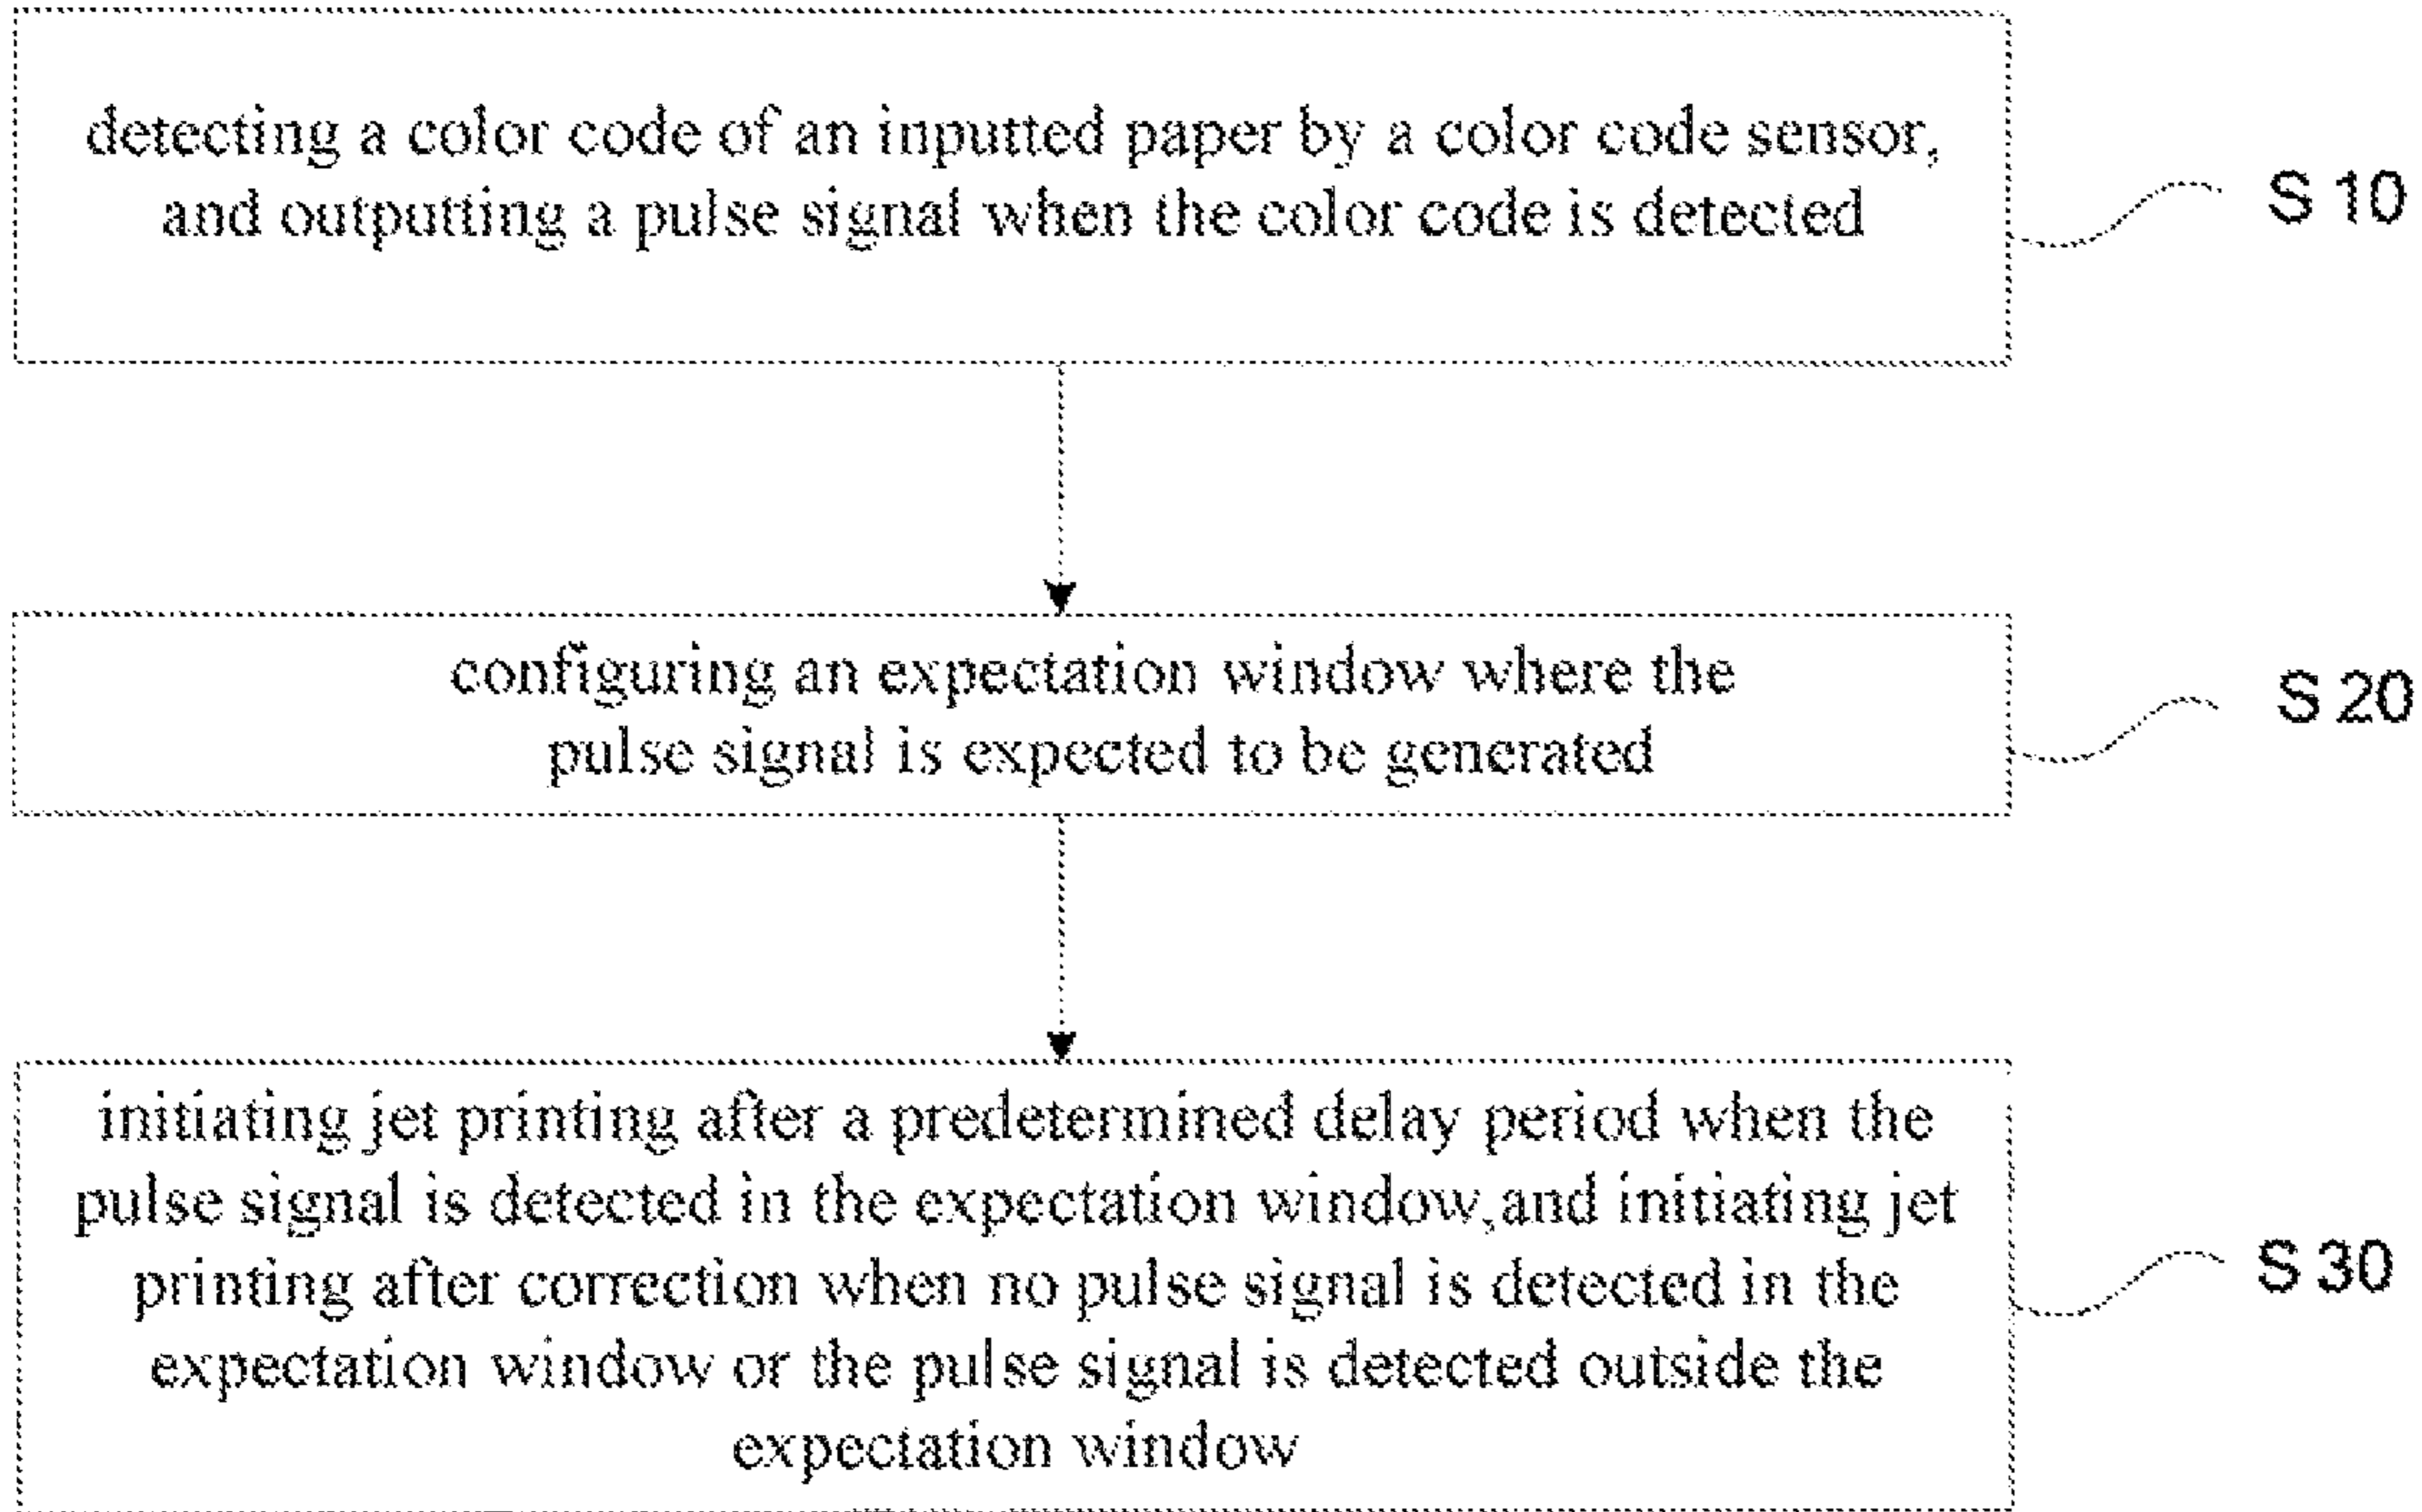 detecting a color code of an inputted paper by a color code sensor,
and outputting a pulse signal when the color code is detected
S 10
configuring an expectation window where the
pulse signal is expected to be generated
S 20
initiating jet printing after a predetermined delay period when the
pulse signal is detected in the expectation window,and initiating jet
printing after correction when no pulse signal is detected in the
expectation window or the pulse signal is detected outside the
expectation window
S 30